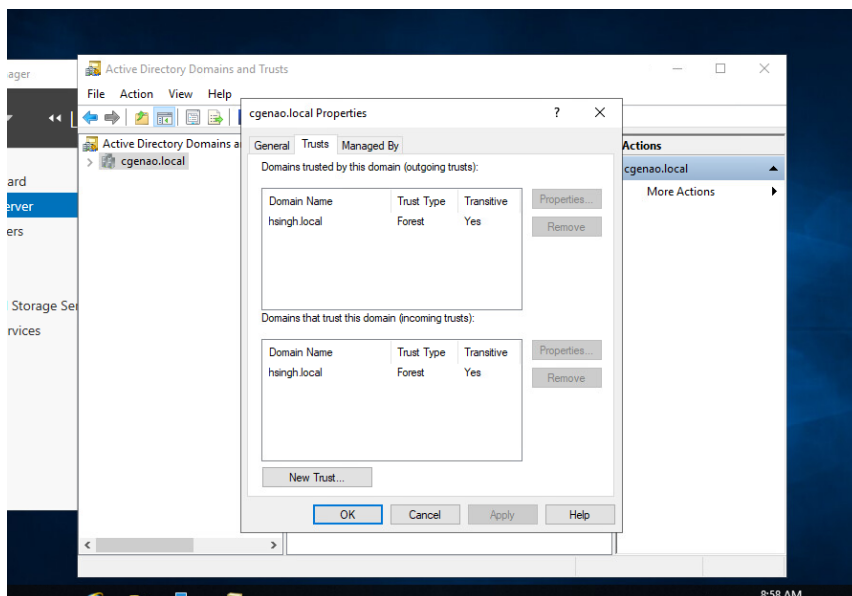 ager
Active Directory Domains and Trusts
File Action View Help
cgenao.local Properties
Active Directory Domains a
cgenao.local
General Trusts Managed By
Actions
cgenao.local
More Actions
Domains trusted by this domain (outgoing trusts):
Domain Name Trust Type Transitive
hsingh.local Forest Yes
Properties...
Remove
Domains that trust this domain (incoming trusts):
Domain Name Trust Type Transitive
hsingh.local Forest Yes
Properties...
Remove
New Trust...
OK Cancel Apply Help
ard
erver
ers
l Storage Ser
rvices
8:58 AM